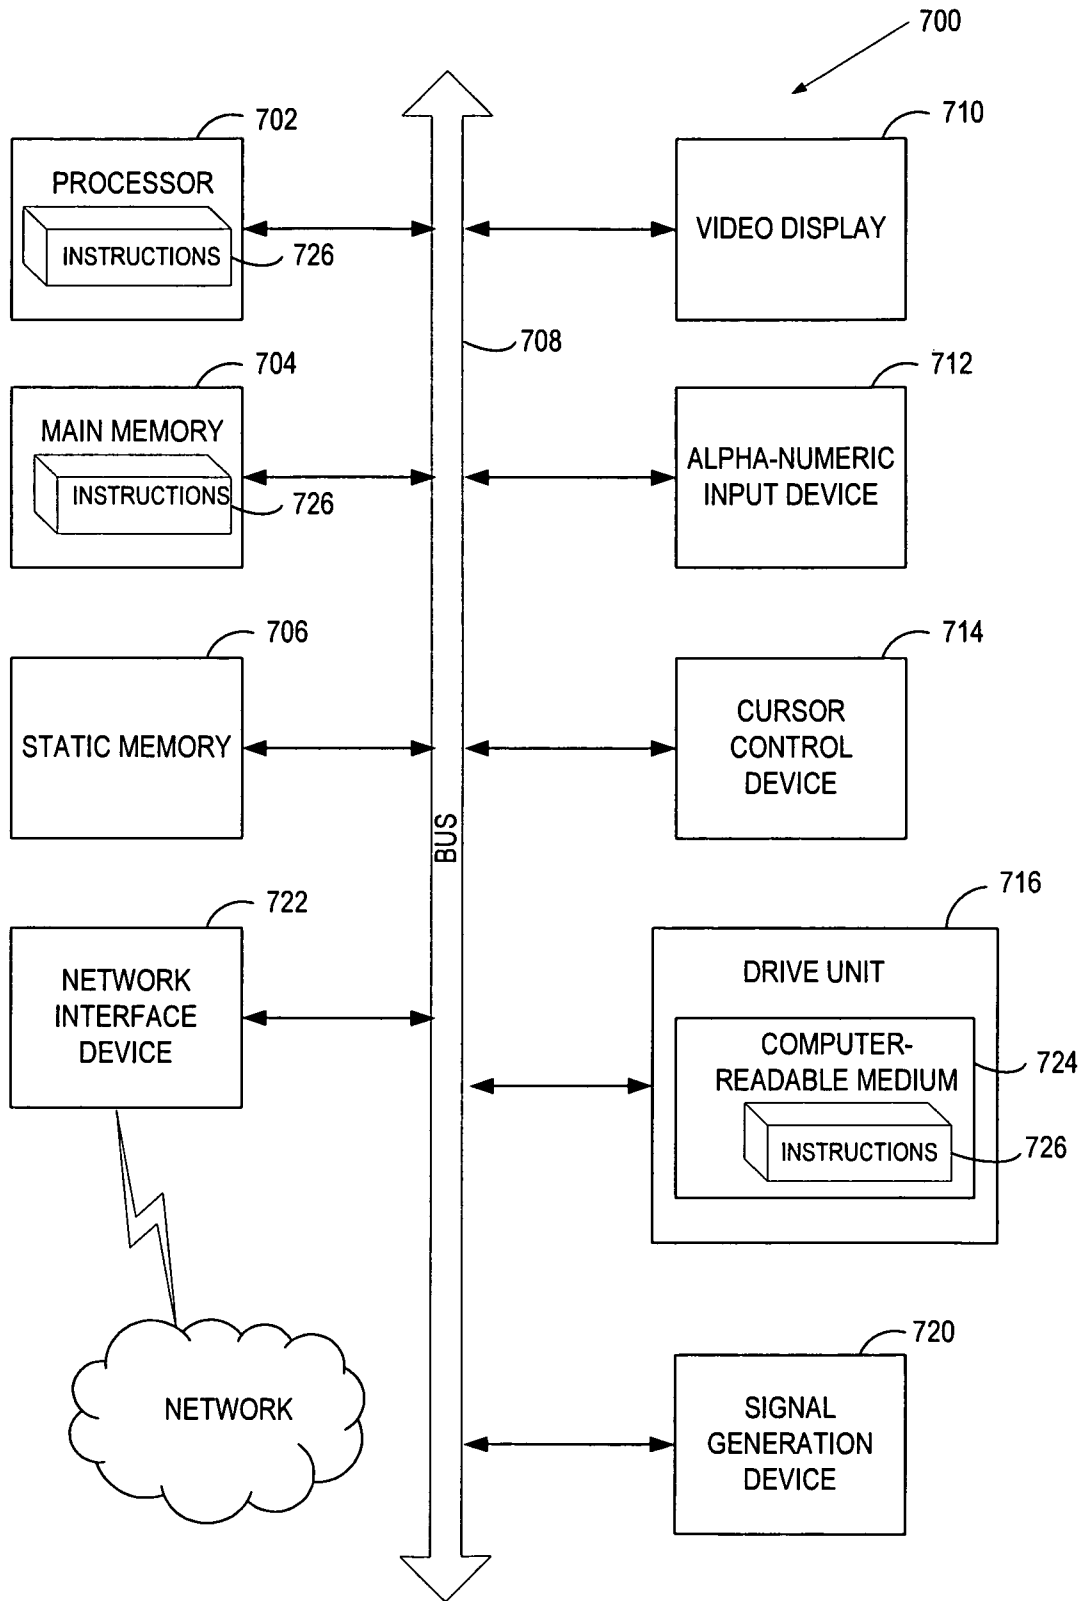 700
702
PROCESSOR
INSTRUCTIONS
726
710
VIDEO DISPLAY
708
704
MAIN MEMORY
INSTRUCTIONS
726
712
ALPHA-NUMERIC
INPUT DEVICE
706
STATIC MEMORY
714
CURSOR
CONTROL
DEVICE
BUS
722
NETWORK
INTERFACE
DEVICE
716
DRIVE UNIT
COMPUTER-
READABLE MEDIUM
724
INSTRUCTIONS
726
NETWORK
720
SIGNAL
GENERATION
DEVICE